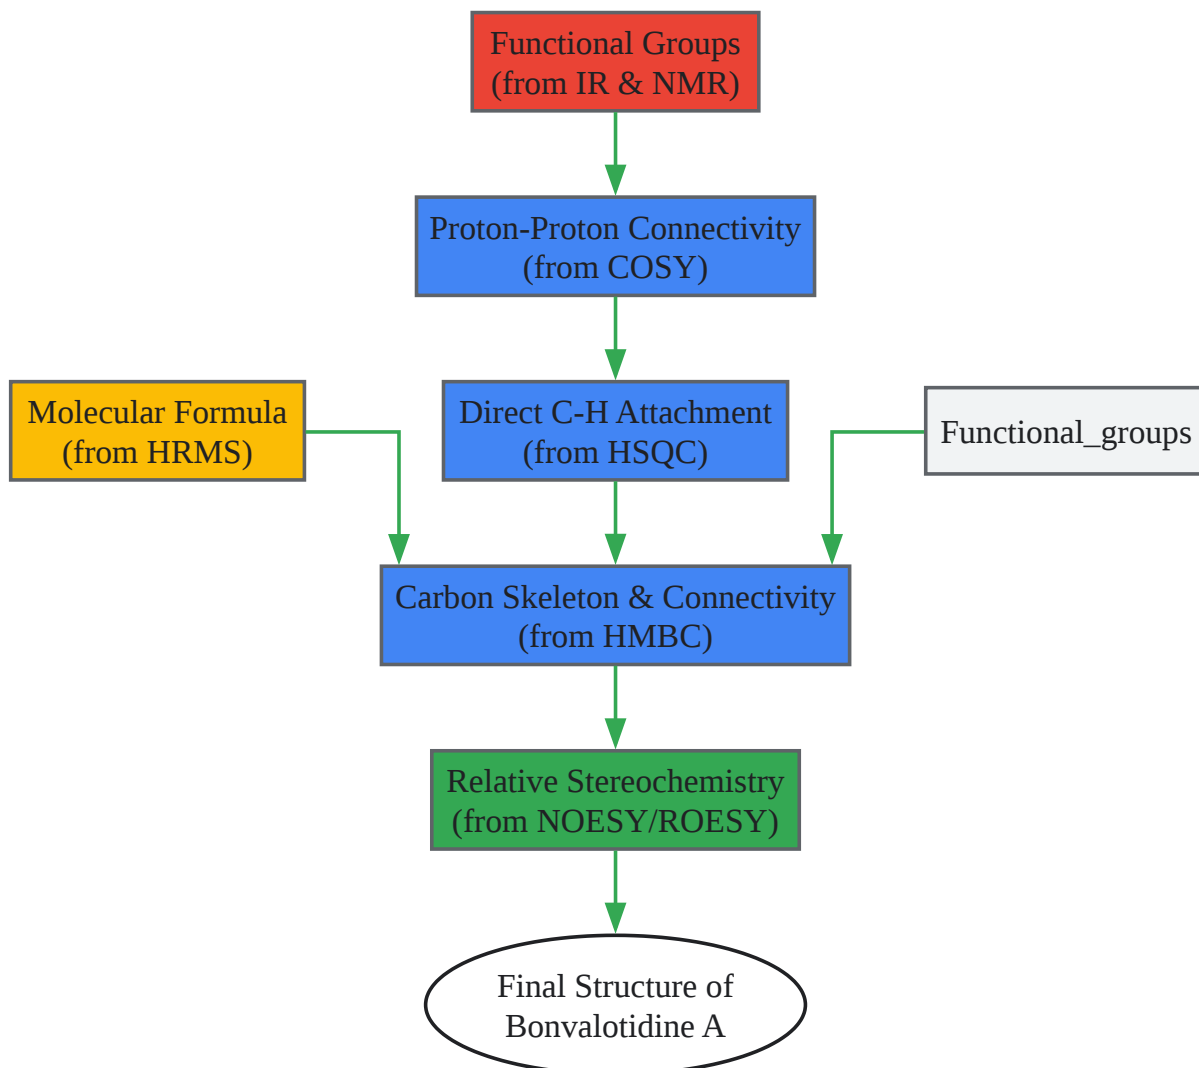 Functional Groups
(from IR & NMR)
Proton-Proton Connectivity
(from COSY)
Molecular Formula
(from HRMS)
Direct C-H Attachment
(from HSQC)
Functional_groups
Carbon Skeleton & Connectivity
(from HMBC)
Relative Stereochemistry
(from NOESY/ROESY)
Final Structure of
Bonvalotidine A